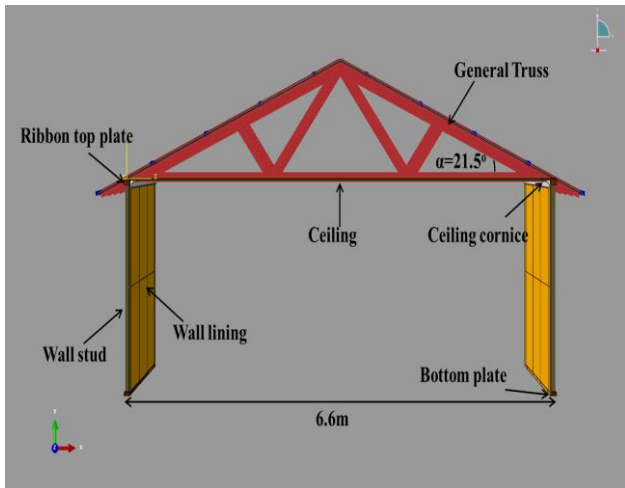 General Truss
Ribbon top plate
α=21.5°
Ceiling
Ceiling cornice
Wall lining
Wall stud
Bottom plate
6.6m